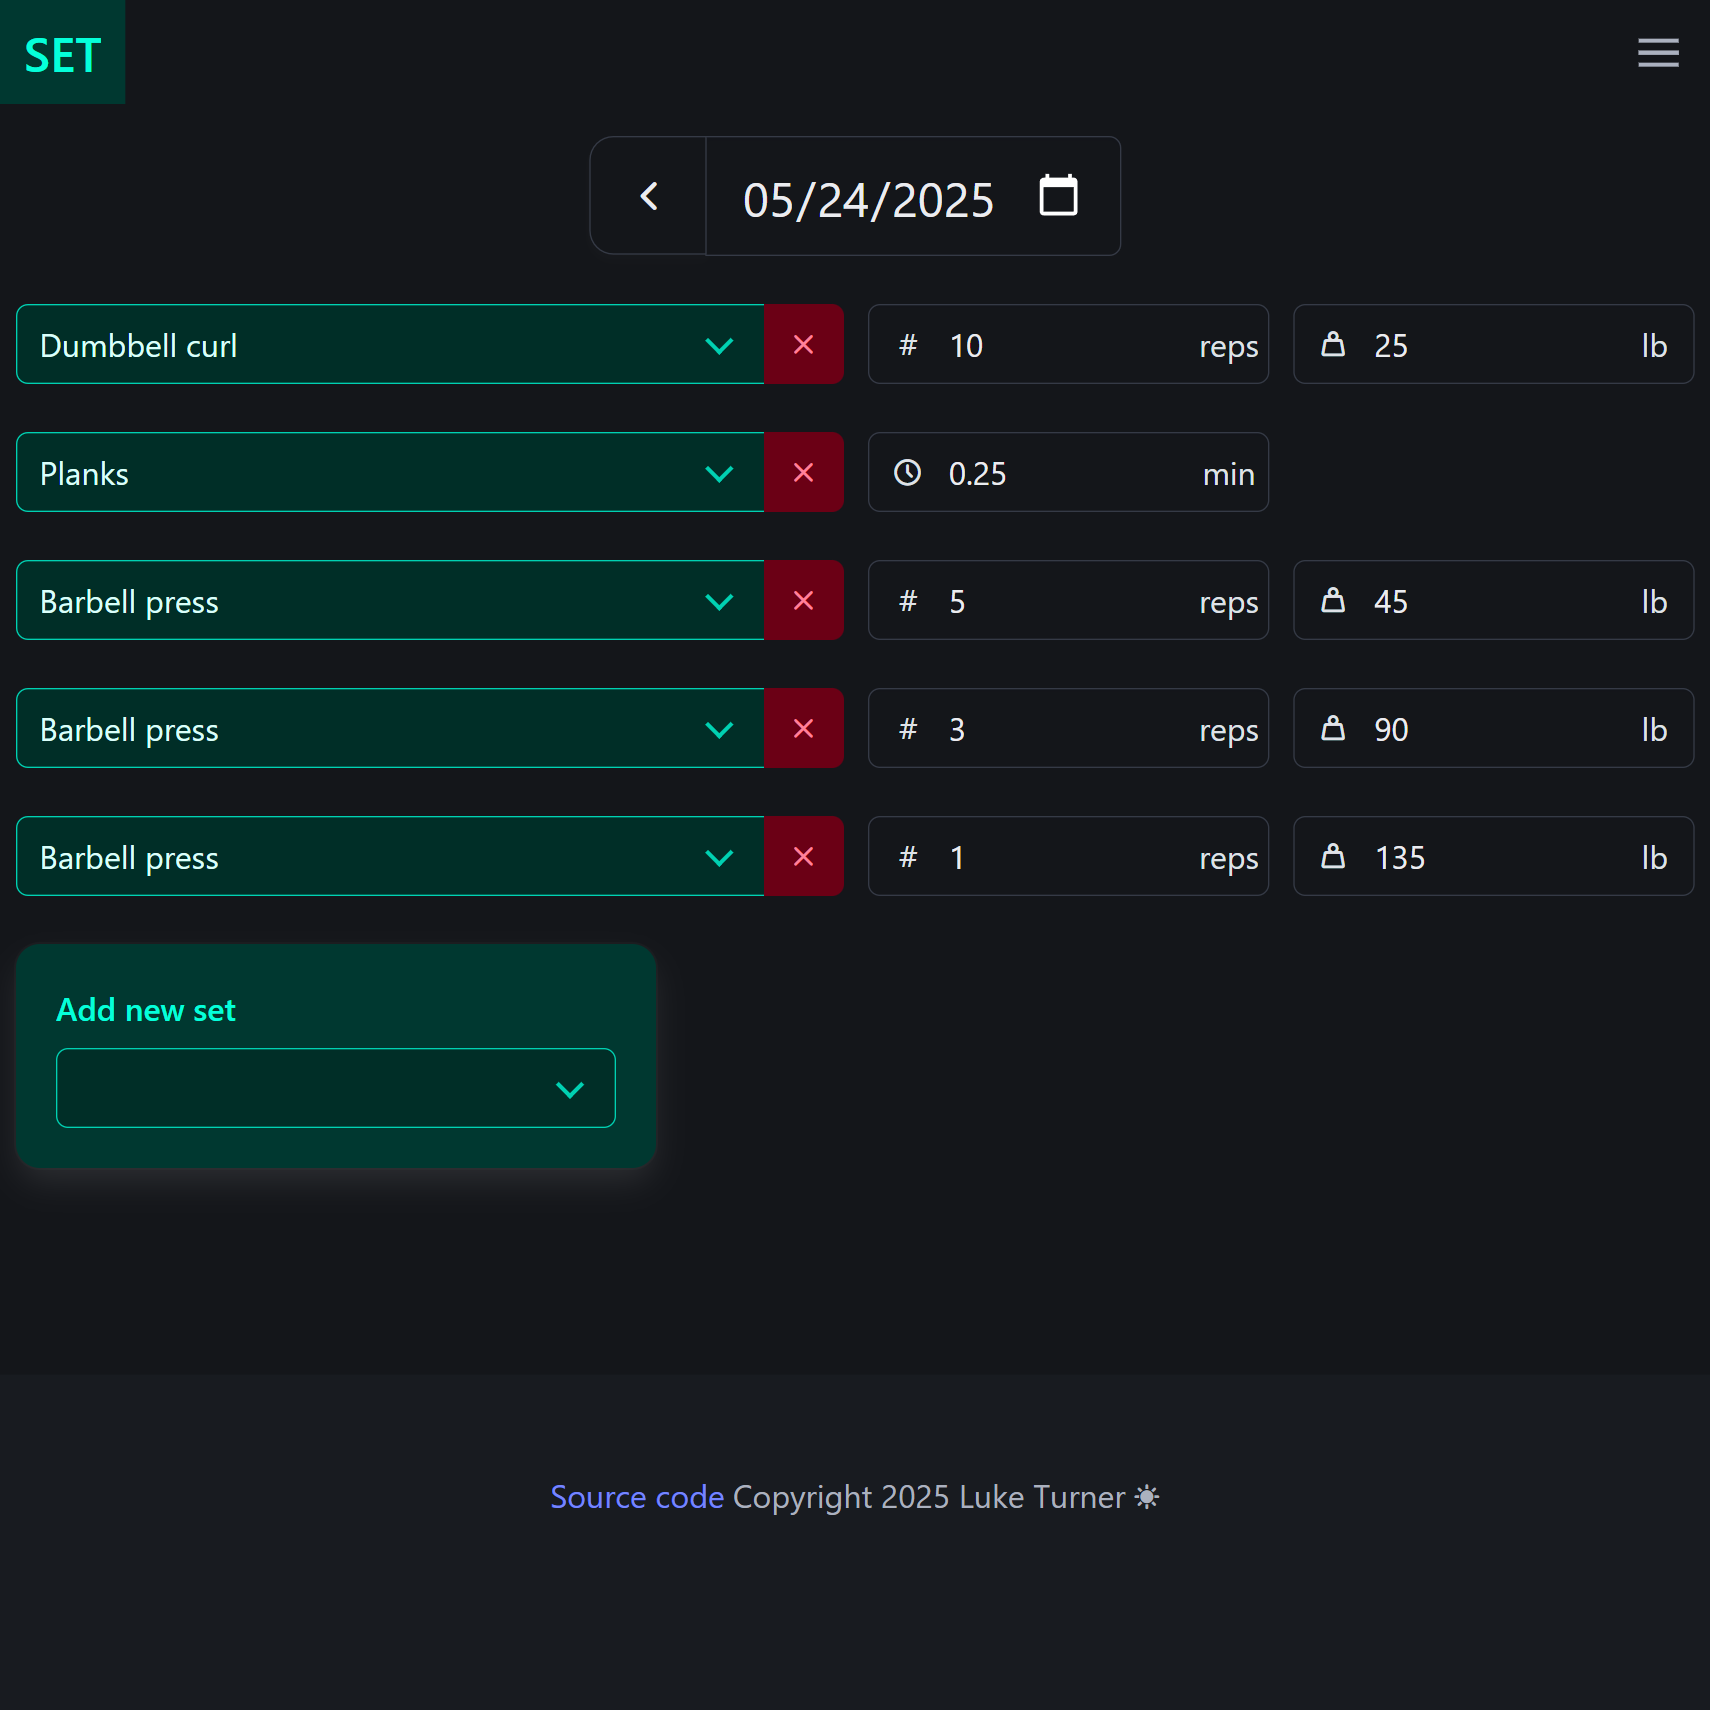 SET
05/24/2025
Dumbbell curl # 10 reps 25 lb
Planks 0.25 min
Barbell press # 5 reps 45 lb
Barbell press # 3 reps 90 lb
Barbell press # 1 reps 135 lb
Add new set
Source code Copyright 2025 Luke Turner